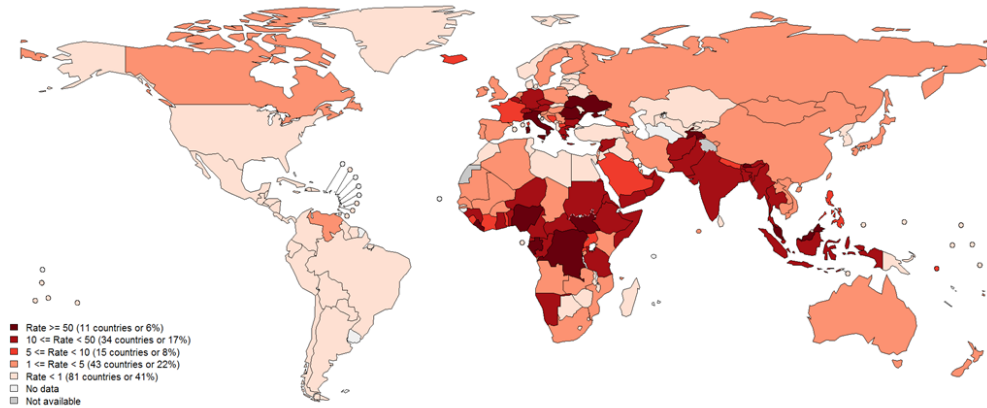 Rate >= 50 (11 countries or 6%)
10 <= Rate < 50 (34 countries or 17%)
5 <= Rate < 10 (15 countries or 8%)
1 <= Rate < 5 (43 countries or 22%)
Rate < 1 (81 countries or 41%)
No data
Not available